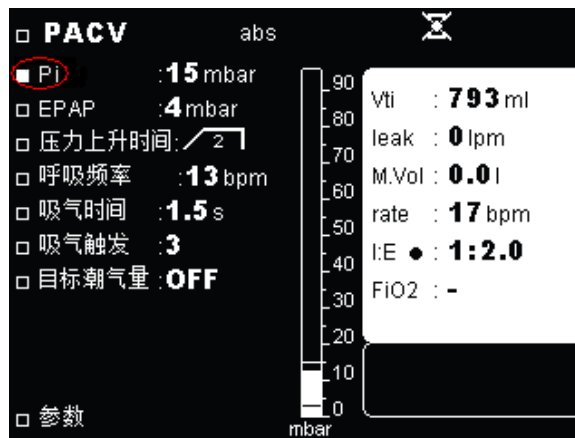 PACV abs
Pi :15 mbar
EPAP :4 mbar
压力上升时间: 2
呼吸频率 :13 bpm
吸气时间 :1.5 s
吸气触发 :3
目标潮气量 :OFF
参数
90
80
70
60
50
40
30
20
10
0
mbar
Vti : 793 ml
leak : 0 lpm
M.Vol : 0.0 l
rate : 17 bpm
I:E ● : 1:2.0
FiO2 : -